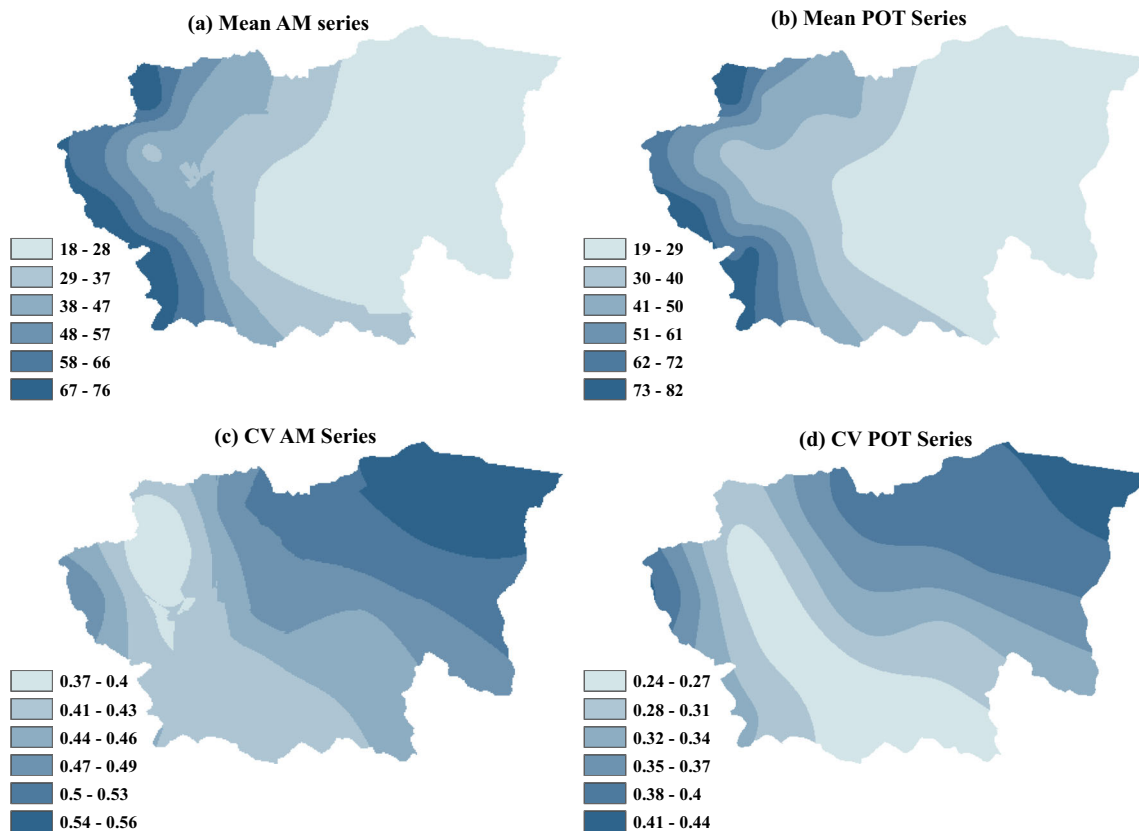 (a) Mean AM series
18 - 28
29 - 37
38 - 47
48 - 57
58 - 66
67 - 76
(b) Mean POT Series
19 - 29
30 - 40
41 - 50
51 - 61
62 - 72
73 - 82
(c) CV AM Series
0.37 - 0.4
0.41 - 0.43
0.44 - 0.46
0.47 - 0.49
0.5 - 0.53
0.54 - 0.56
(d) CV POT Series
0.24 - 0.27
0.28 - 0.31
0.32 - 0.34
0.35 - 0.37
0.38 - 0.4
0.41 - 0.44